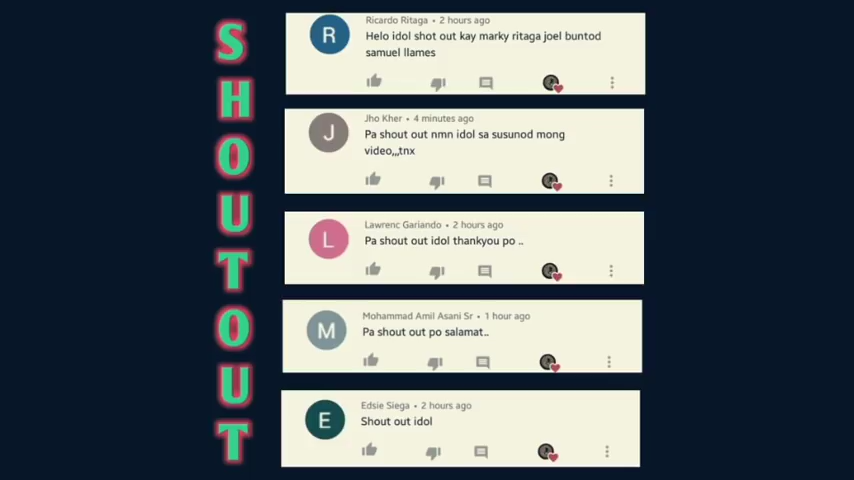 SHOUTOUT
R
Ricardo Ritaga • 2 hours ago
Helo idol shot out kay marky ritaga joel buntod
samuel llames
J
Jho Kher • 4 minutes ago
Pa shout out nmn idol sa susunod mong
video,,,tnx
L
Lawrenc Gariando • 2 hours ago
Pa shout out idol thankyou po ..
M
Mohammad Amil Asani Sr • 1 hour ago
Pa shout out po salamat..
E
Edsie Siega • 2 hours ago
Shout out idol